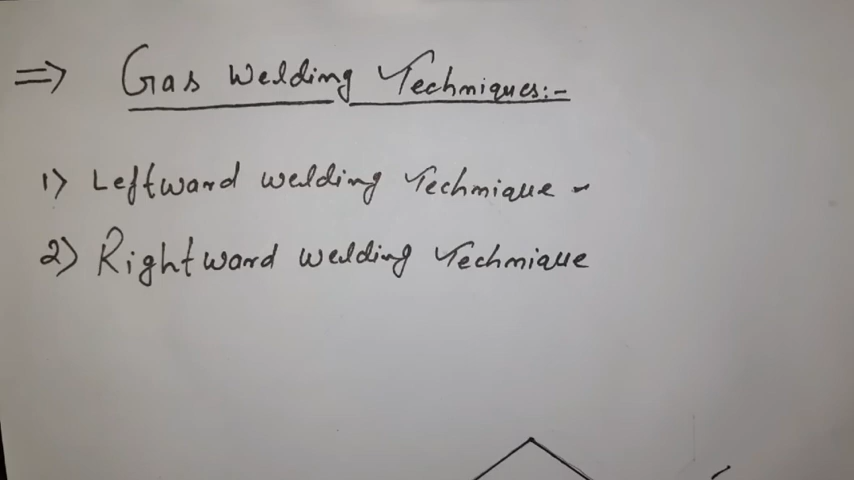 ⇒ Gas Welding Techniques:-
1) Leftward welding Technique -
2) Rightward welding Technique